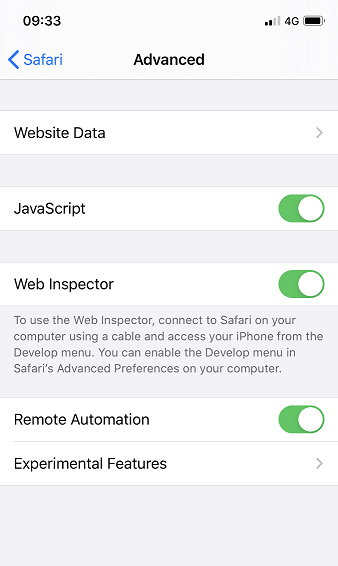 09:33 4G
Safari Advanced
Website Data
JavaScript
Web Inspector
To use the Web Inspector, connect to Safari on your
computer using a cable and access your iPhone from the
Develop menu. You can enable the Develop menu in
Safari's Advanced Preferences on your computer.
Remote Automation
Experimental Features